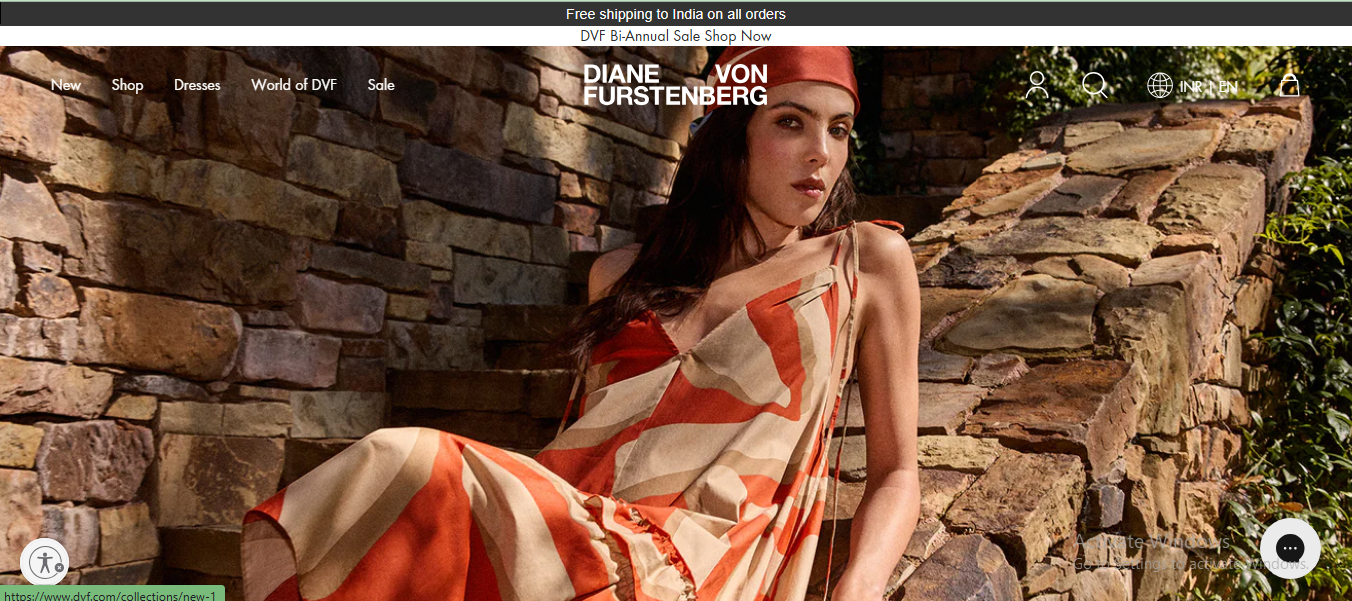 Free shipping to India on all orders
DVF Bi-Annual Sale Shop Now
New Shop Dresses World of DVF Sale
DIANE VON
FURSTENBERG
INR | EN
Activate Windows
Go to Settings to activate Windows.
https://www.dvf.com/collections/new-1